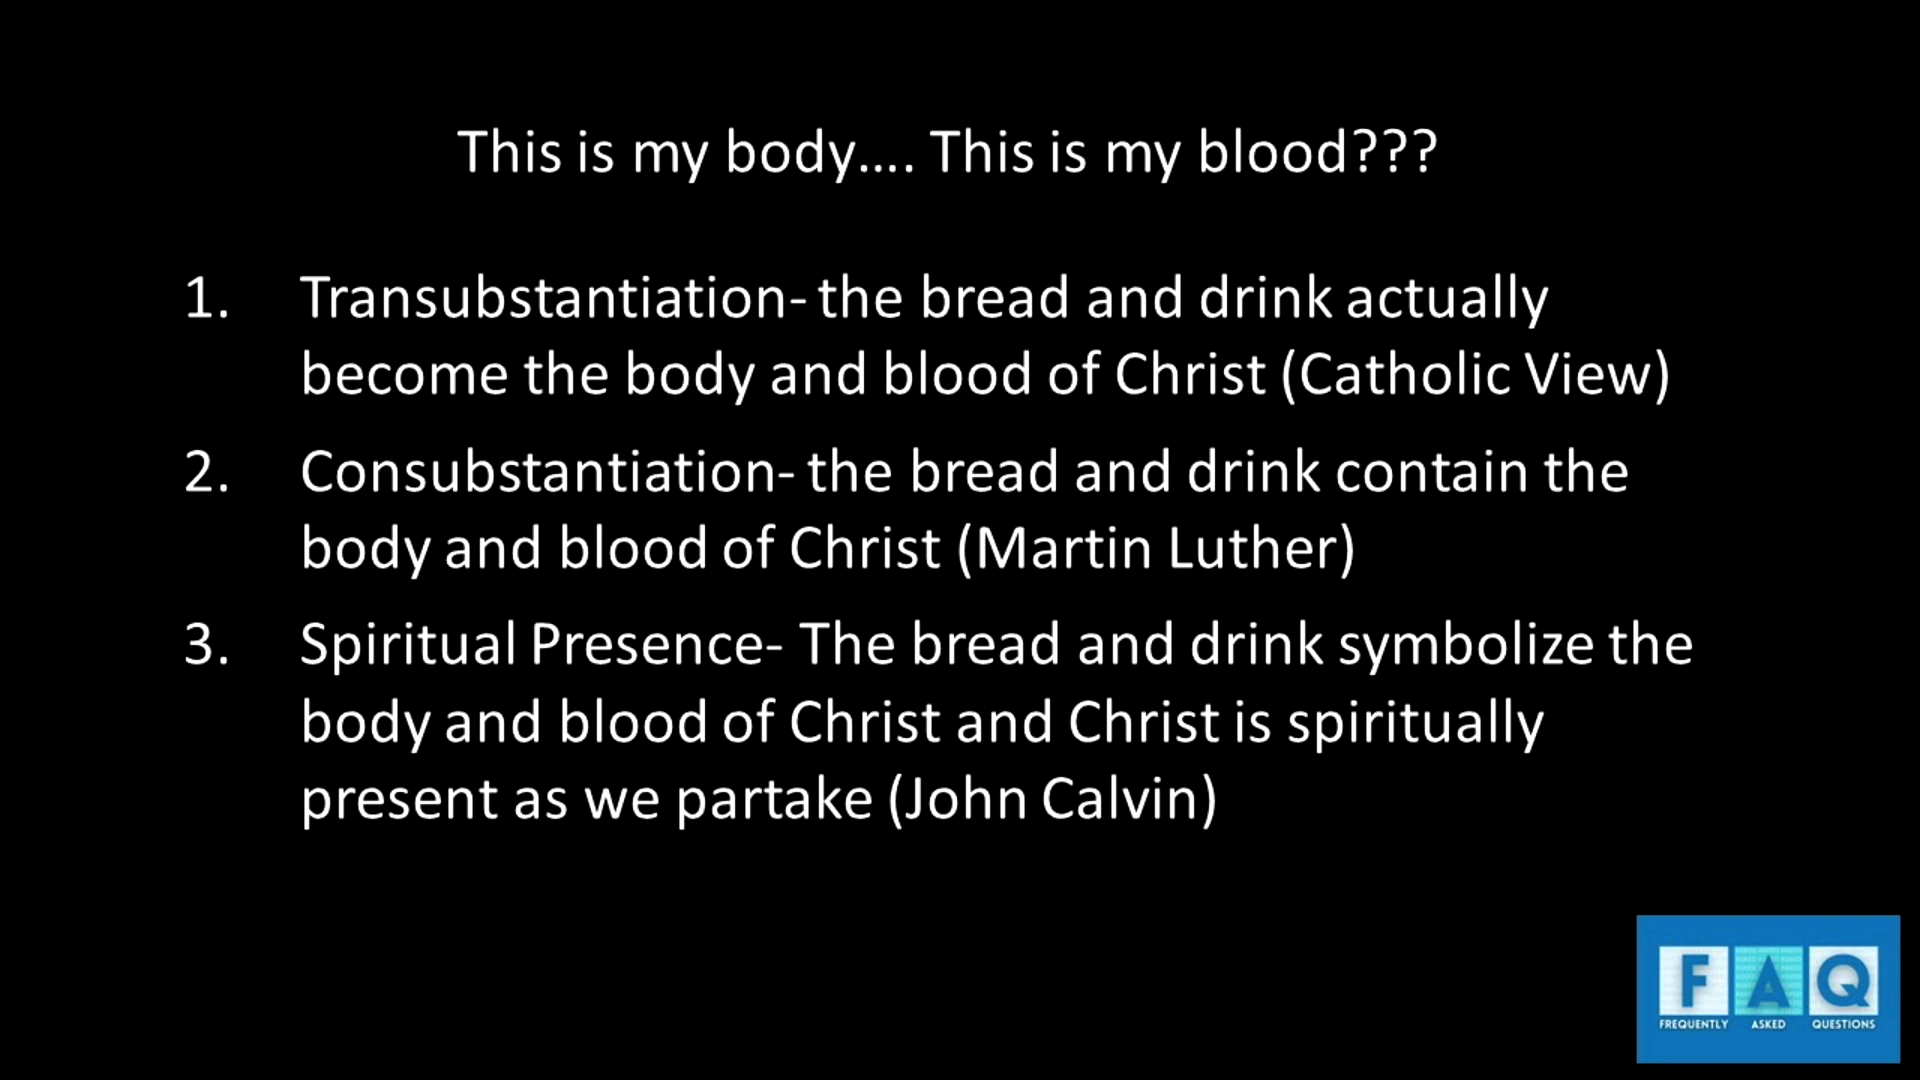 This is my body.... This is my blood???
1. Transubstantiation- the bread and drink actually
become the body and blood of Christ (Catholic View)
2. Consubstantiation- the bread and drink contain the
body and blood of Christ (Martin Luther)
3. Spiritual Presence- The bread and drink symbolize the
body and blood of Christ and Christ is spiritually
present as we partake (John Calvin)
F A Q
FREQUENTLY ASKED QUESTIONS